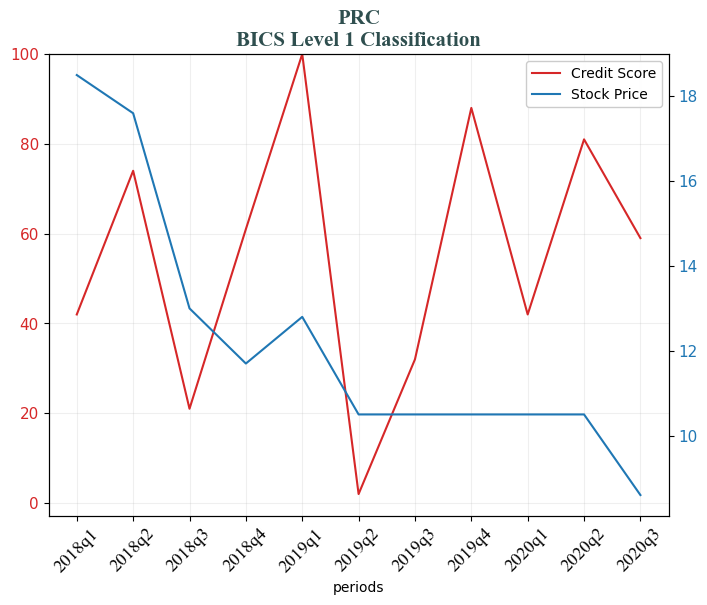 PRC
BICS Level 1 Classification
Credit Score
Stock Price
100
80
60
40
20
0
18
16
14
12
10
2018q1
2018q2
2018q3
2018q4
2019q1
2019q2
2019q3
2019q4
2020q1
2020q2
2020q3
periods